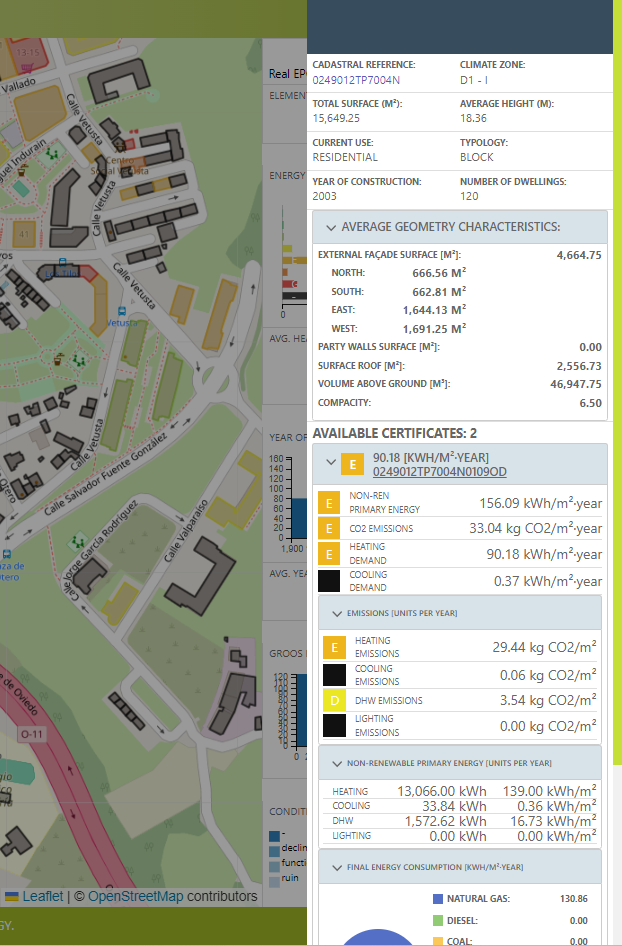 13-15
Vallado
Calle Vetusta
guel Indurain
Centro
Social Vetusta
Calle Vetusta
41
Calle Vetusta
Vetusta
Calle Vetusta
Calle Salvador Fuente González
Calle Jorge García Rodríguez
Calle Valparaíso
Otero
aza de
Otero
e de Oviedo
O-11
Leaflet | © OpenStreetMap contributors
GY.
Real EP
ELEMEN
ENERGY
0
AVG. HEA
YEAR OF
160
140
120
100
80
60
40
20
0
1,900
AVG. YEA
GROOS
120
110
100
90
80
70
60
50
40
30
20
10
0
0
CONDIT
-
declin
functi
ruin
CADASTRAL REFERENCE:
0249012TP7004N
CLIMATE ZONE:
D1 - I
TOTAL SURFACE (M²):
15,649.25
AVERAGE HEIGHT (M):
18.36
CURRENT USE:
RESIDENTIAL
TYPOLOGY:
BLOCK
YEAR OF CONSTRUCTION:
2003
NUMBER OF DWELLINGS:
120
AVERAGE GEOMETRY CHARACTERISTICS:
EXTERNAL FAÇADE SURFACE [M²]: 4,664.75
NORTH: 666.56 M²
SOUTH: 662.81 M²
EAST: 1,644.13 M²
WEST: 1,691.25 M²
PARTY WALLS SURFACE [M²]: 0.00
SURFACE ROOF [M²]: 2,556.73
VOLUME ABOVE GROUND [M³]: 46,947.75
COMPACITY: 6.50
AVAILABLE CERTIFICATES: 2
E 90.18 [KWH/M²·YEAR]
0249012TP7004N0109OD
E NON-REN
PRIMARY ENERGY 156.09 kWh/m²·year
E CO2 EMISSIONS 33.04 kg CO2/m²·year
E HEATING
DEMAND 90.18 kWh/m²·year
COOLING
DEMAND 0.37 kWh/m²·year
EMISSIONS [UNITS PER YEAR]
E HEATING
EMISSIONS 29.44 kg CO2/m²
COOLING
EMISSIONS 0.06 kg CO2/m²
D DHW EMISSIONS 3.54 kg CO2/m²
LIGHTING
EMISSIONS 0.00 kg CO2/m²
NON-RENEWABLE PRIMARY ENERGY [UNITS PER YEAR]
HEATING 13,066.00 kWh 139.00 kWh/m²
COOLING 33.84 kWh 0.36 kWh/m²
DHW 1,572.62 kWh 16.73 kWh/m²
LIGHTING 0.00 kWh 0.00 kWh/m²
FINAL ENERGY CONSUMPTION [KWH/M²·YEAR]
NATURAL GAS: 130.86
DIESEL: 0.00
COAL: 0.00